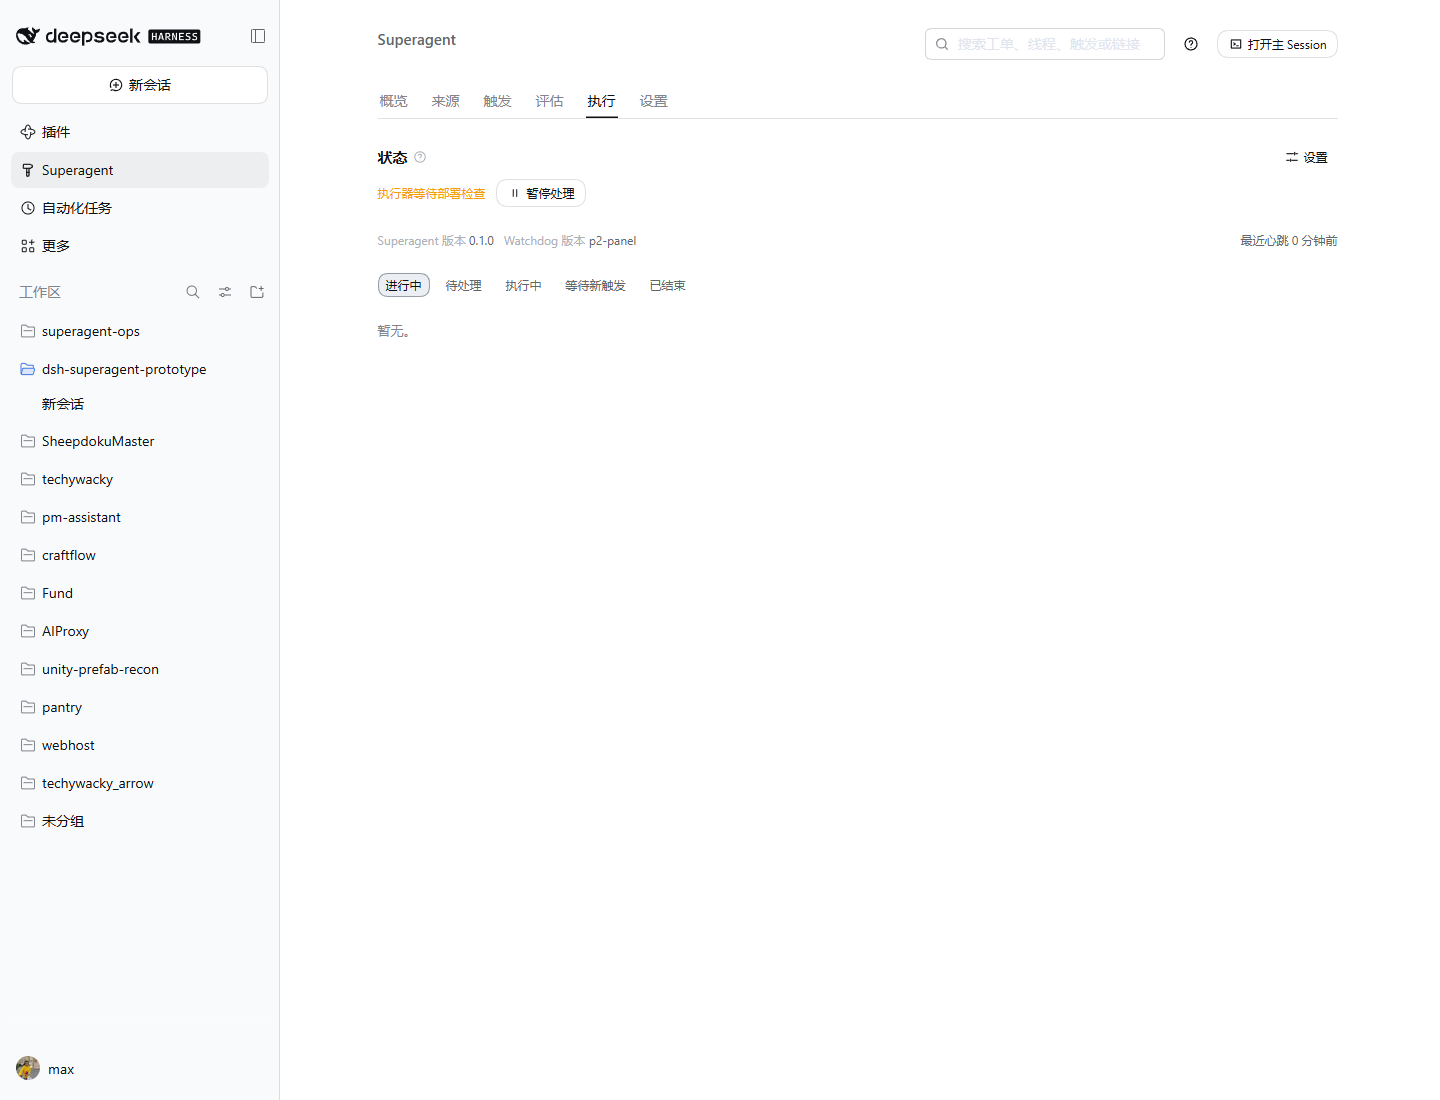 deepseek HARNESS
新会话
插件
Superagent
自动化任务
更多
工作区
superagent-ops
dsh-superagent-prototype
新会话
SheepdokuMaster
techywacky
pm-assistant
craftflow
Fund
AIProxy
unity-prefab-recon
pantry
webhost
techywacky_arrow
未分组
max
Superagent
搜索工单、线程、触发或链接
打开主 Session
概览 来源 触发 评估 执行 设置
状态
设置
执行器等待部署检查 暂停处理
Superagent 版本 0.1.0 Watchdog 版本 p2-panel 最近心跳 0 分钟前
进行中 待处理 执行中 等待新触发 已结束
暂无。